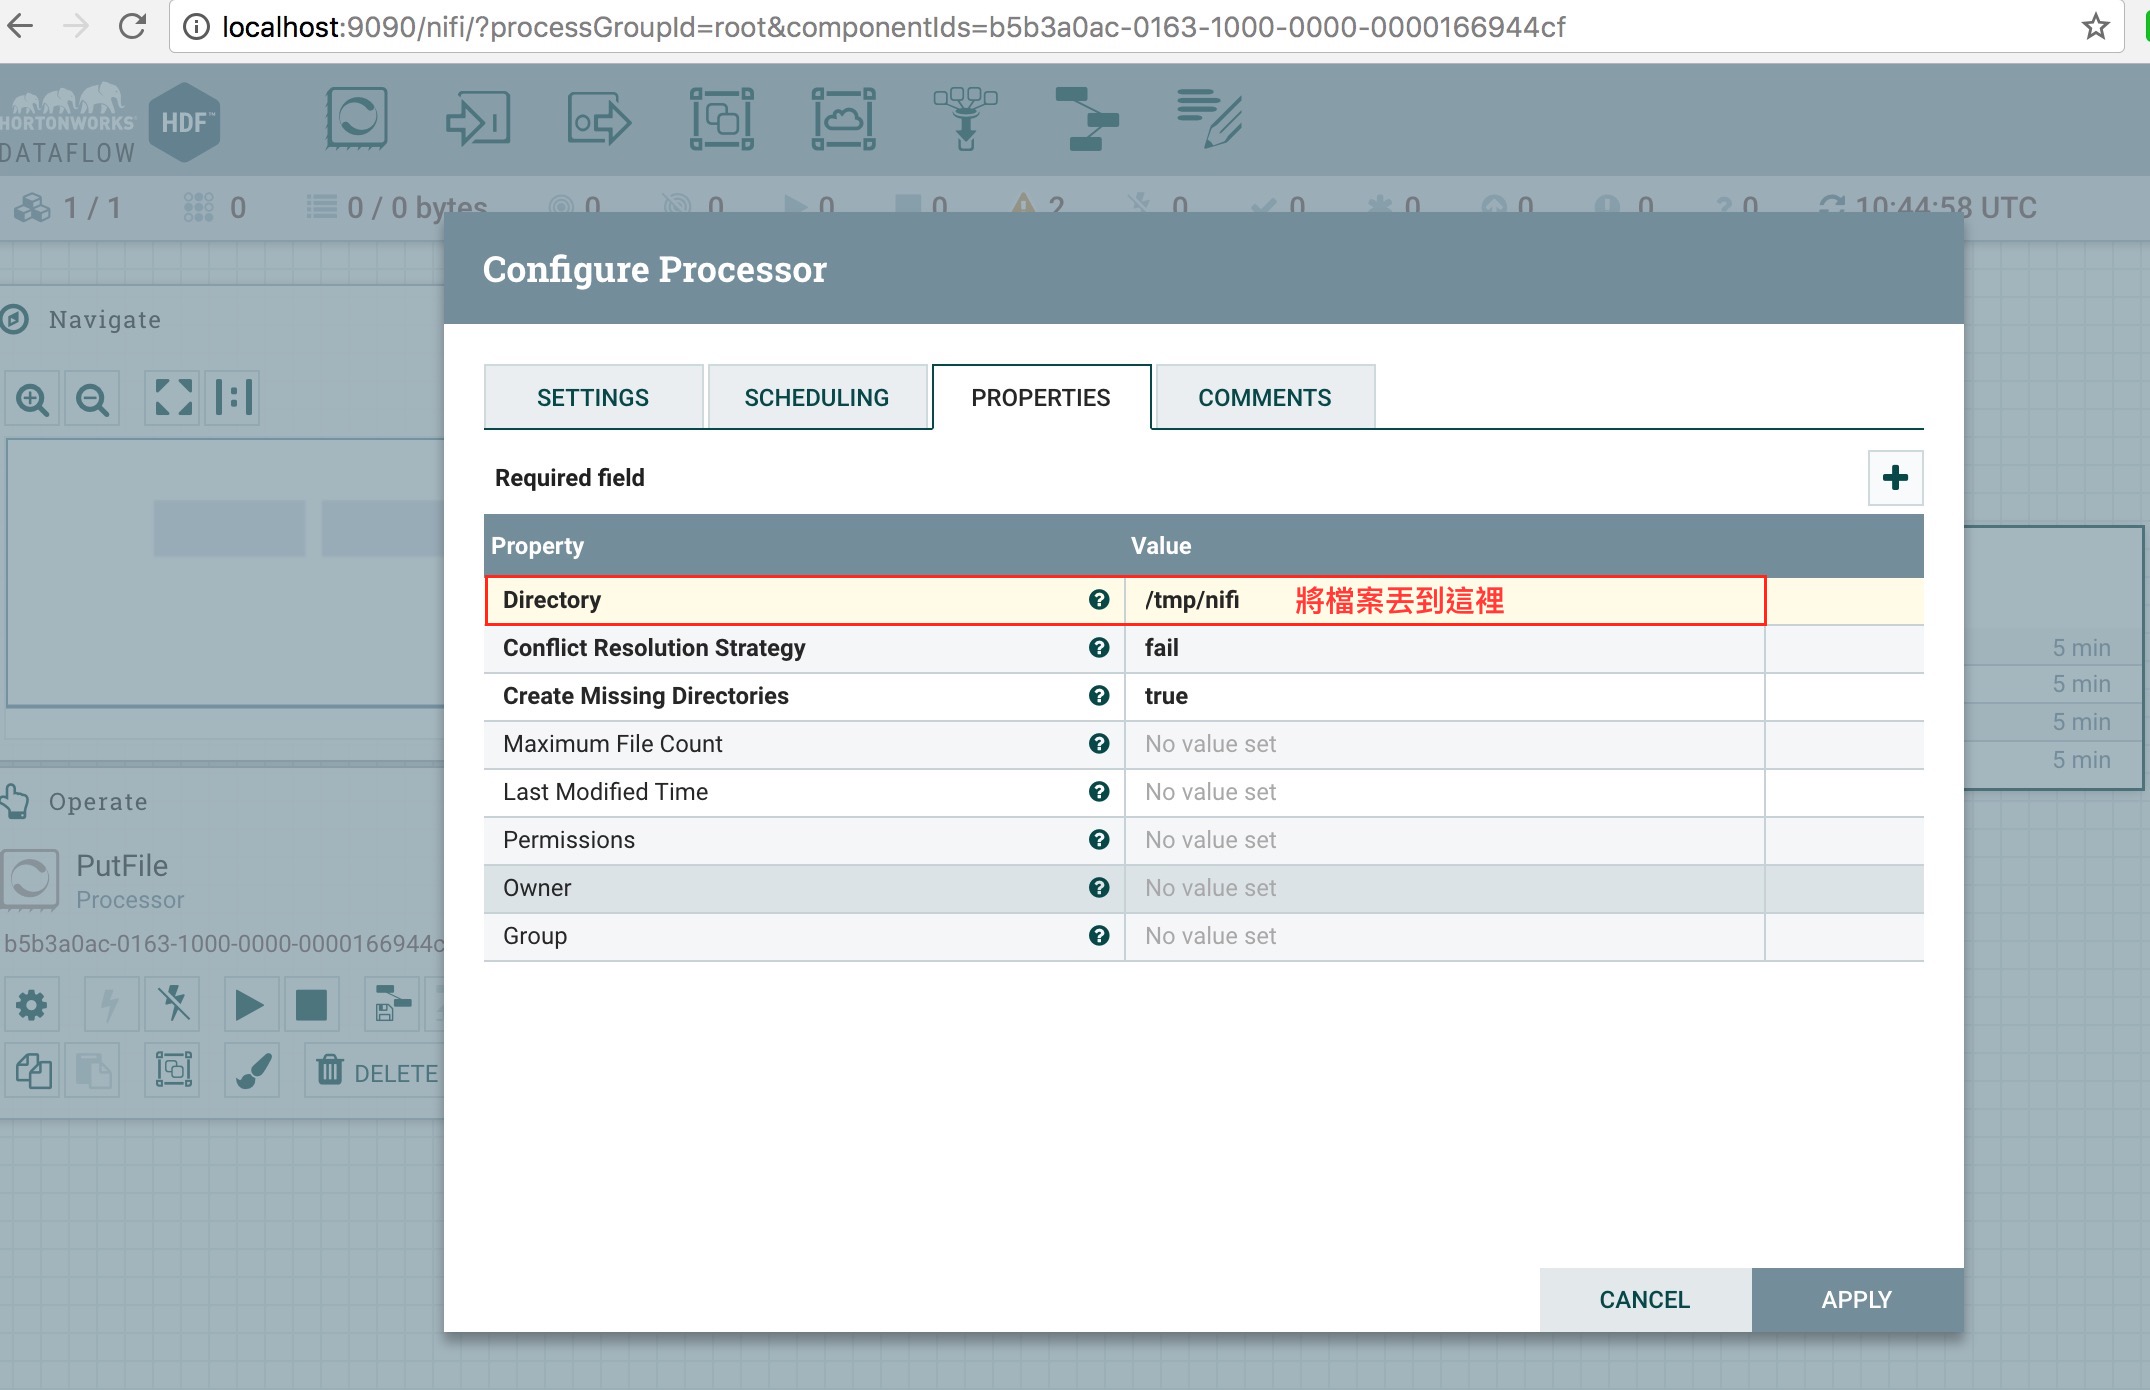 localhost:9090/nifi/?processGroupId=root&componentIds=b5b3a0ac-0163-1000-0000-0000166944cf
HORTONWORKS
DATAFLOW
HDF™
1 / 1 0 0 / 0 bytes 0 0 0 0 2 0 0 0 0 0 ? 0 10:44:58 UTC
Configure Processor
Navigate
SETTINGS SCHEDULING PROPERTIES COMMENTS
Required field
Property Value
Directory /tmp/nifi 將檔案丟到這裡
Conflict Resolution Strategy fail
Create Missing Directories true
Maximum File Count No value set
Last Modified Time No value set
Permissions No value set
Owner No value set
Group No value set
5 min
5 min
5 min
5 min
Operate
PutFile
Processor
b5b3a0ac-0163-1000-0000-0000166944c
DELETE
CANCEL APPLY